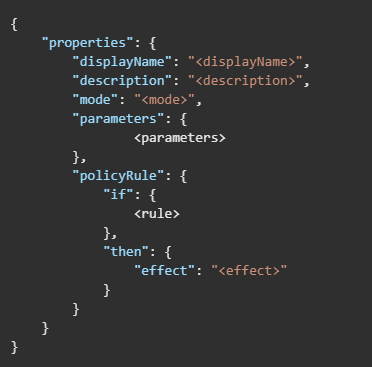 {
    "properties": {
        "displayName": "<displayName>",
        "description": "<description>",
        "mode": "<mode>",
        "parameters": {
                <parameters>
        },
        "policyRule": {
            "if": {
                <rule>
            },
            "then": {
                "effect": "<effect>"
            }
        }
    }
}